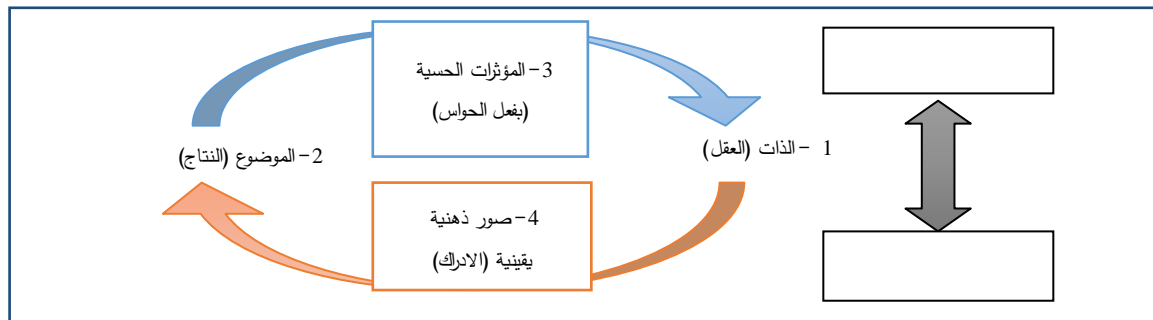 3- المؤثرات الحسية
(بفعل الحواس)
1 - الذات (العقل)
2- الموضوع (النتاج)
4- صور ذهنية
يقينية (الادراك)